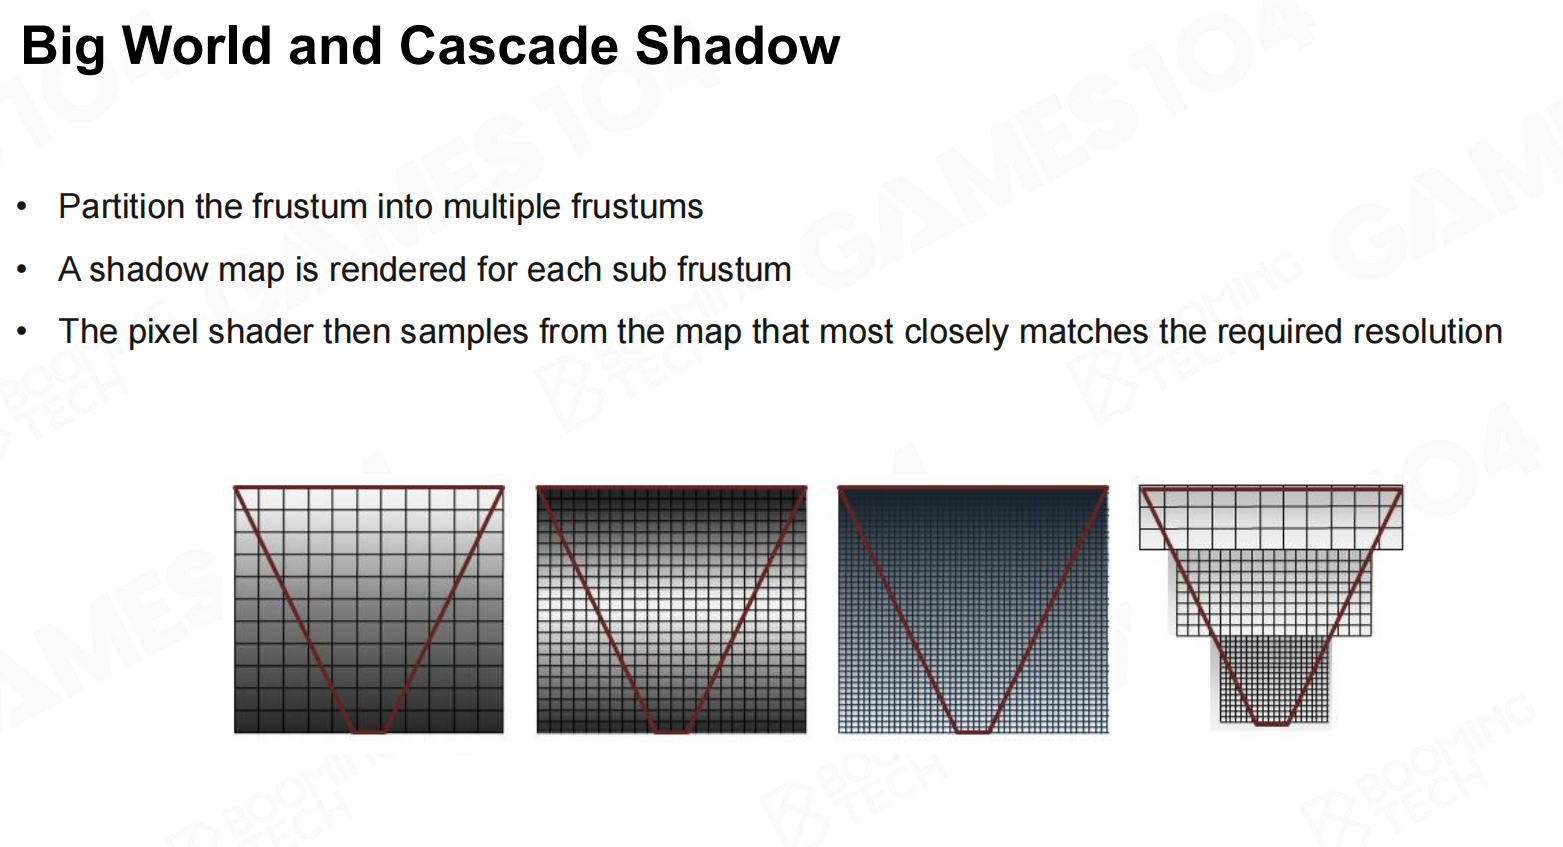 Big World and Cascade Shadow
• Partition the frustum into multiple frustums
• A shadow map is rendered for each sub frustum
• The pixel shader then samples from the map that most closely matches the required resolution
GAMES104
BOOMING
TECH